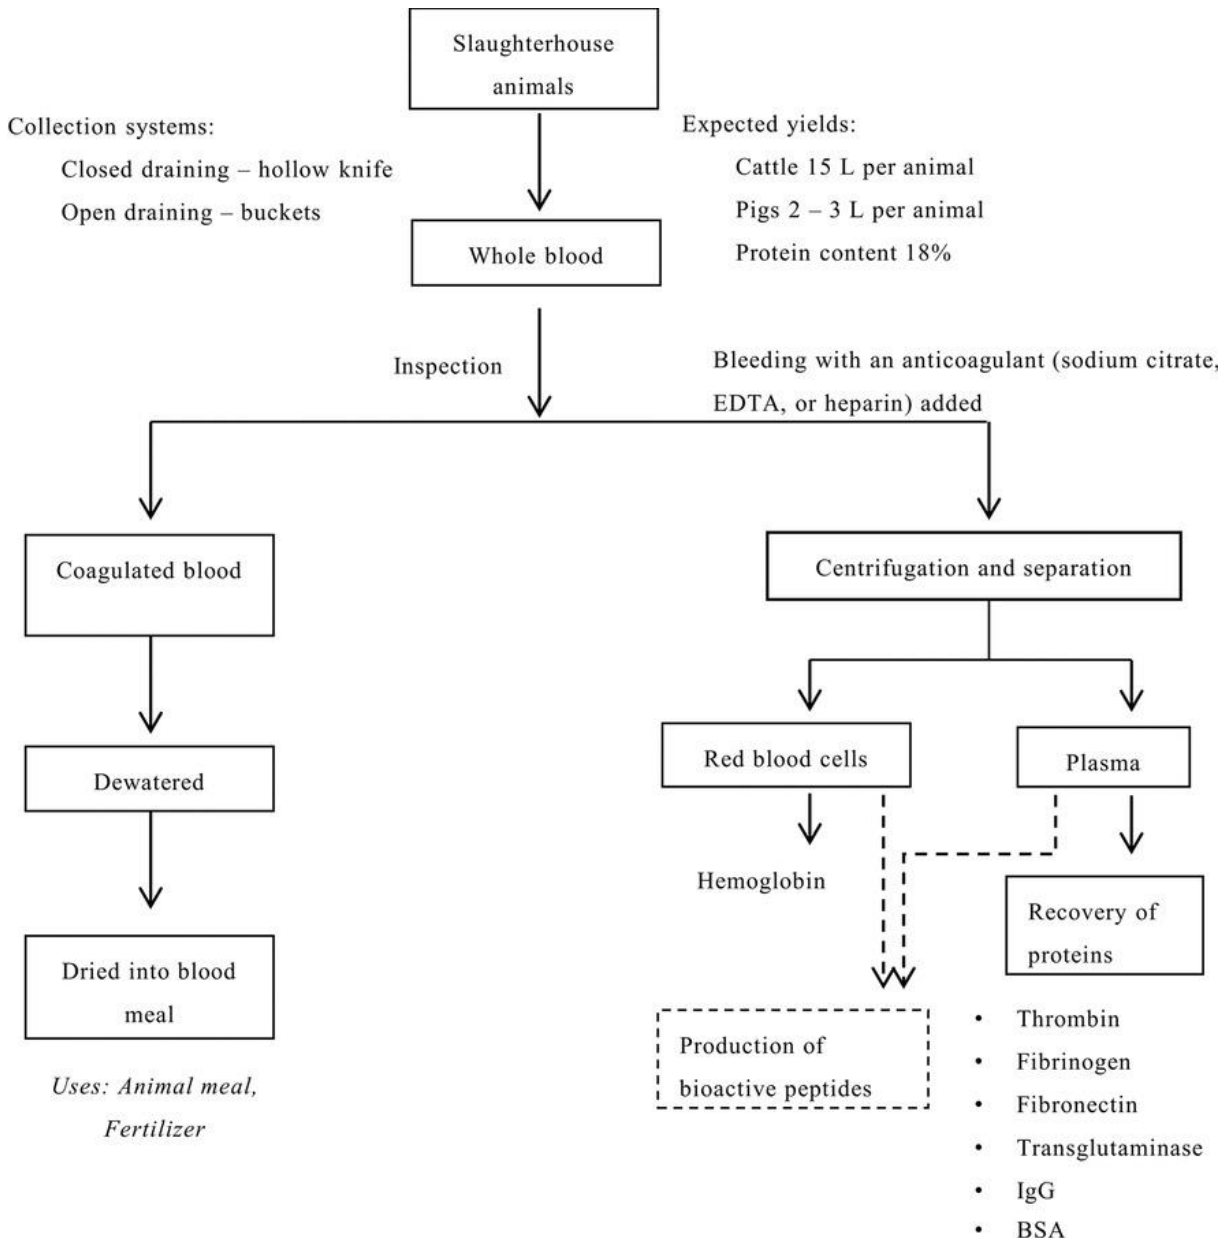 Slaughterhouse
animals
Collection systems:
Closed draining – hollow knife
Open draining – buckets
Expected yields:
Cattle 15 L per animal
Pigs 2 – 3 L per animal
Protein content 18%
Whole blood
Inspection
Bleeding with an anticoagulant (sodium citrate,
EDTA, or heparin) added
Coagulated blood
Dewatered
Dried into blood
meal
Uses: Animal meal,
Fertilizer
Centrifugation and separation
Red blood cells
Plasma
Hemoglobin
Recovery of
proteins
Production of
bioactive peptides
• Thrombin
• Fibrinogen
• Fibronectin
• Transglutaminase
• IgG
• BSA